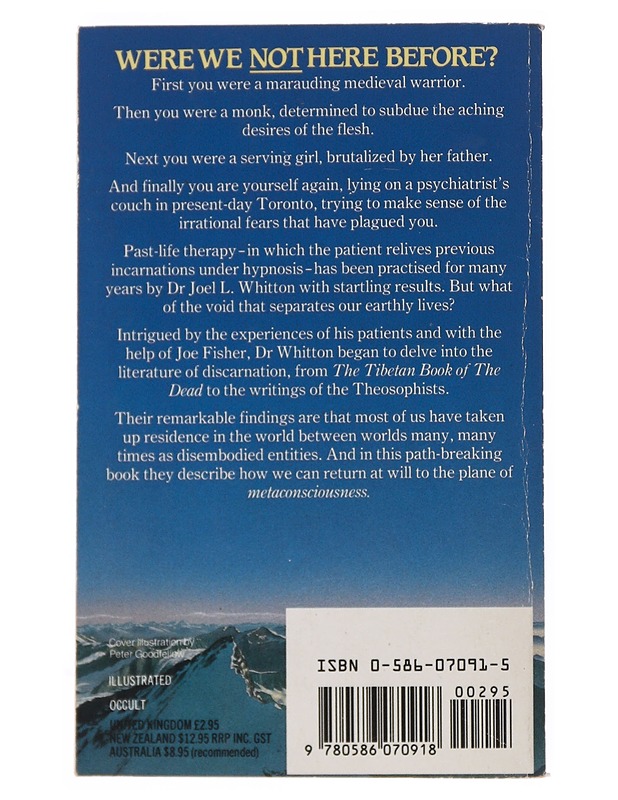 WERE WE NOT HERE BEFORE?
First you were a marauding medieval warrior.
Then you were a monk, determined to subdue the aching
desires of the flesh.
Next you were a serving girl, brutalized by her father.
And finally you are yourself again, lying on a psychiatrist's
couch in present-day Toronto, trying to make sense of the
irrational fears that have plagued you.
Past-life therapy–in which the patient relives previous
incarnations under hypnosis–has been practised for many
years by Dr Joel L. Whitton with startling results. But what
of the void that separates our earthly lives?
Intrigued by the experiences of his patients and with the
help of Joe Fisher, Dr Whitton began to delve into the
literature of discarnation, from The Tibetan Book of The
Dead to the writings of the Theosophists.
Their remarkable findings are that most of us have taken
up residence in the world between worlds many, many
times as disembodied entities. And in this path-breaking
book they describe how we can return at will to the plane of
metaconsciousness.
Cover illustration by
Peter Goodfellow
ILLUSTRATED
OCCULT
UNITED KINGDOM £2.95
NEW ZEALAND $12.95 RRP INC. GST
AUSTRALIA $8.95 (recommended)
ISBN 0-586-07091-5
00295
9 780586 070918